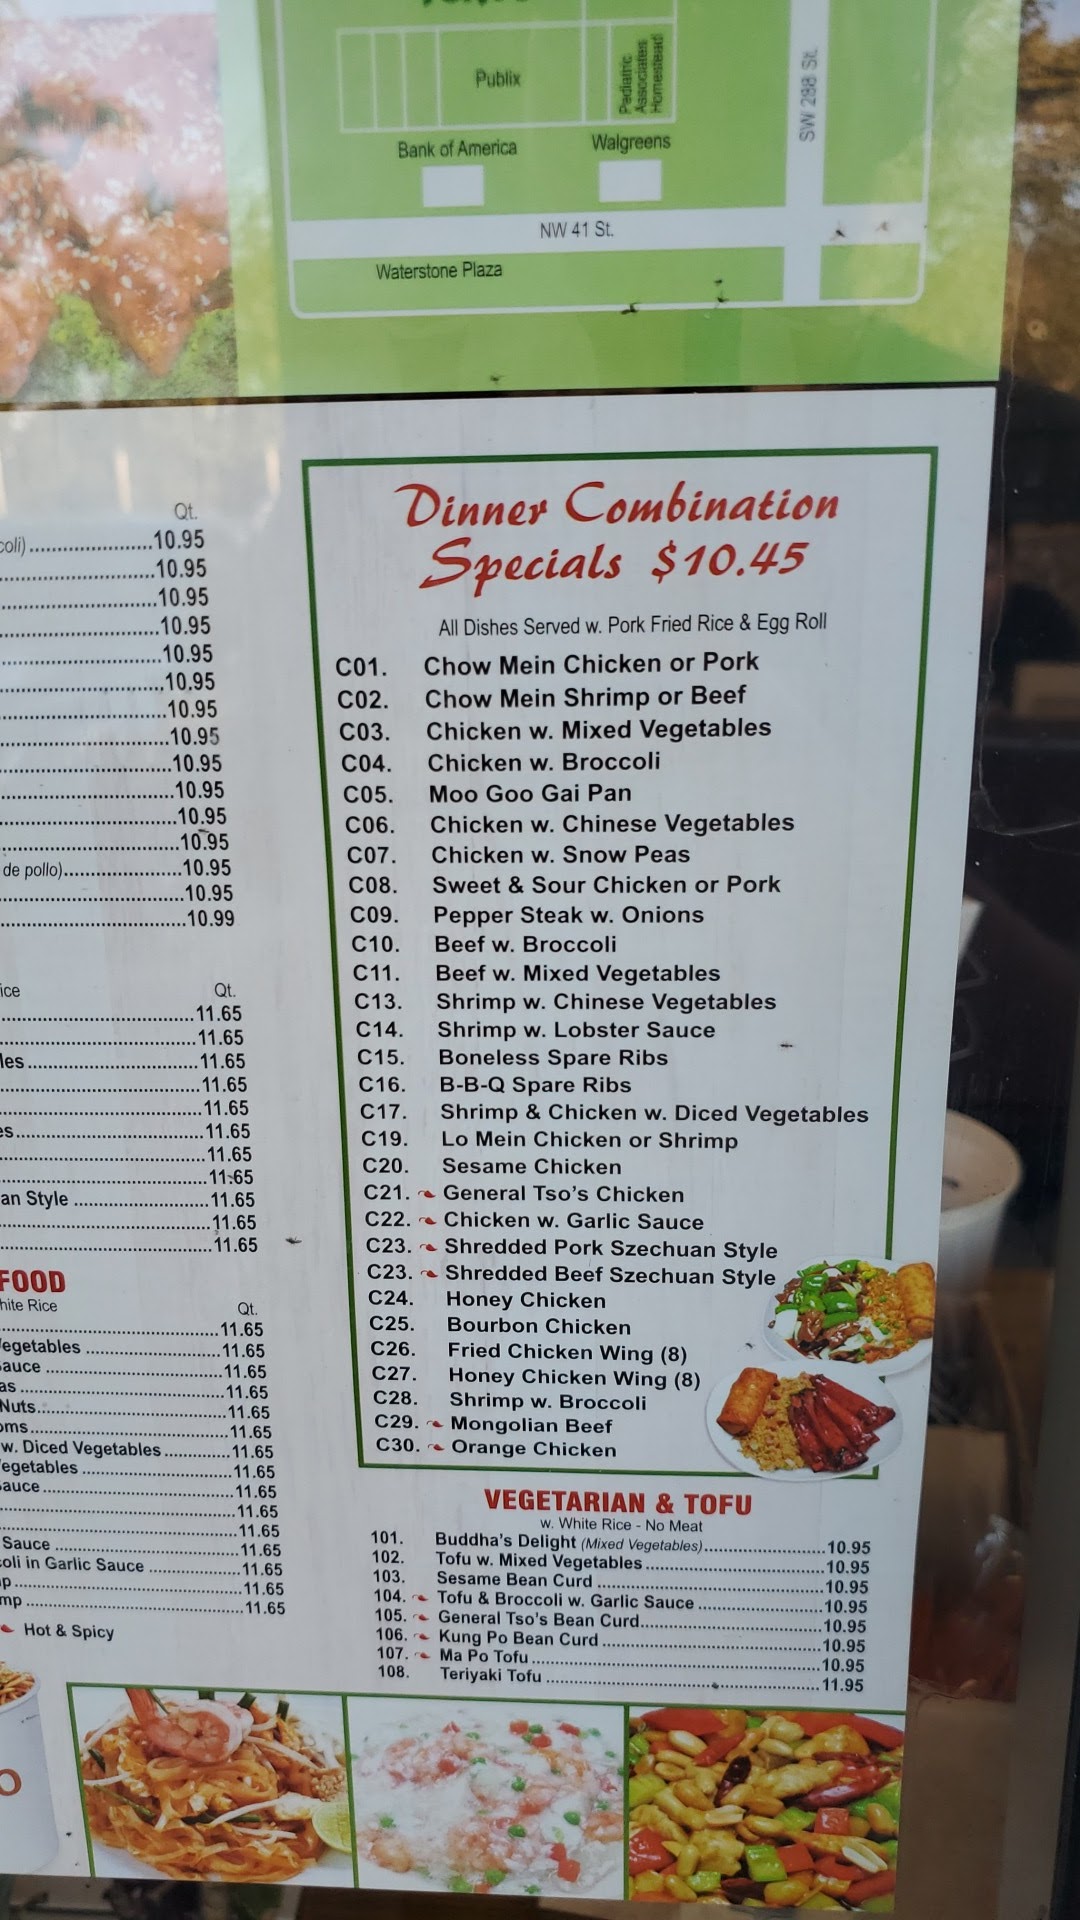 Publix
Pediatric
Associates
Homestead
SW 288 St.
Bank of America
Walgreens
NW 41 St.
Waterstone Plaza
Qt.
coli) 10.95
10.95
10.95
10.95
10.95
10.95
10.95
10.95
10.95
10.95
10.95
10.95
de pollo) 10.95
10.95
10.99
ice Qt.
11.65
11.65
les 11.65
11.65
11.65
es 11.65
11.65
11.65
an Style 11.65
11.65
11.65
FOOD
hite Rice Qt.
11.65
egetables 11.65
auce 11.65
as 11.65
Nuts 11.65
oms 11.65
w. Diced Vegetables 11.65
egetables 11.65
auce 11.65
11.65
11.65
Sauce 11.65
coli in Garlic Sauce 11.65
p 11.65
mp 11.65
Hot & Spicy
O
Dinner Combination
Specials $10.45
All Dishes Served w. Pork Fried Rice & Egg Roll
C01. Chow Mein Chicken or Pork
C02. Chow Mein Shrimp or Beef
C03. Chicken w. Mixed Vegetables
C04. Chicken w. Broccoli
C05. Moo Goo Gai Pan
C06. Chicken w. Chinese Vegetables
C07. Chicken w. Snow Peas
C08. Sweet & Sour Chicken or Pork
C09. Pepper Steak w. Onions
C10. Beef w. Broccoli
C11. Beef w. Mixed Vegetables
C13. Shrimp w. Chinese Vegetables
C14. Shrimp w. Lobster Sauce
C15. Boneless Spare Ribs
C16. B-B-Q Spare Ribs
C17. Shrimp & Chicken w. Diced Vegetables
C19. Lo Mein Chicken or Shrimp
C20. Sesame Chicken
C21. General Tso's Chicken
C22. Chicken w. Garlic Sauce
C23. Shredded Pork Szechuan Style
C23. Shredded Beef Szechuan Style
C24. Honey Chicken
C25. Bourbon Chicken
C26. Fried Chicken Wing (8)
C27. Honey Chicken Wing (8)
C28. Shrimp w. Broccoli
C29. Mongolian Beef
C30. Orange Chicken
VEGETARIAN & TOFU
w. White Rice - No Meat
101. Buddha's Delight (Mixed Vegetables) 10.95
102. Tofu w. Mixed Vegetables 10.95
103. Sesame Bean Curd 10.95
104. Tofu & Broccoli w. Garlic Sauce 10.95
105. General Tso's Bean Curd 10.95
106. Kung Po Bean Curd 10.95
107. Ma Po Tofu 10.95
108. Teriyaki Tofu 11.95